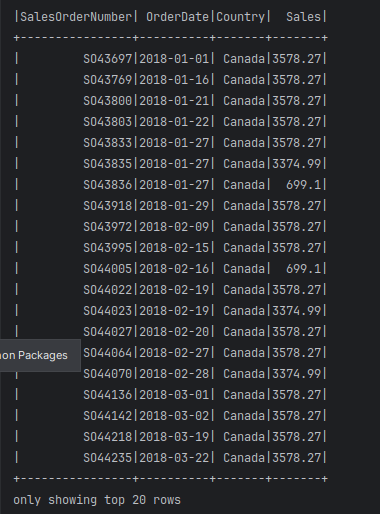 |SalesOrderNumber| OrderDate|Country|  Sales|
+----------------+----------+-------+-------+
|         SO43697|2018-01-01| Canada|3578.27|
|         SO43769|2018-01-16| Canada|3578.27|
|         SO43800|2018-01-21| Canada|3578.27|
|         SO43803|2018-01-22| Canada|3578.27|
|         SO43833|2018-01-27| Canada|3578.27|
|         SO43835|2018-01-27| Canada|3374.99|
|         SO43836|2018-01-27| Canada|  699.1|
|         SO43918|2018-01-29| Canada|3578.27|
|         SO43972|2018-02-09| Canada|3578.27|
|         SO43995|2018-02-15| Canada|3578.27|
|         SO44005|2018-02-16| Canada|  699.1|
|         SO44022|2018-02-19| Canada|3578.27|
|         SO44023|2018-02-19| Canada|3374.99|
|         SO44027|2018-02-20| Canada|3578.27|
on Packages
SO44064|2018-02-27| Canada|3578.27|
SO44070|2018-02-28| Canada|3374.99|
|         SO44136|2018-03-01| Canada|3578.27|
|         SO44142|2018-03-02| Canada|3578.27|
|         SO44218|2018-03-19| Canada|3578.27|
|         SO44235|2018-03-22| Canada|3578.27|
+----------------+----------+-------+-------+
only showing top 20 rows